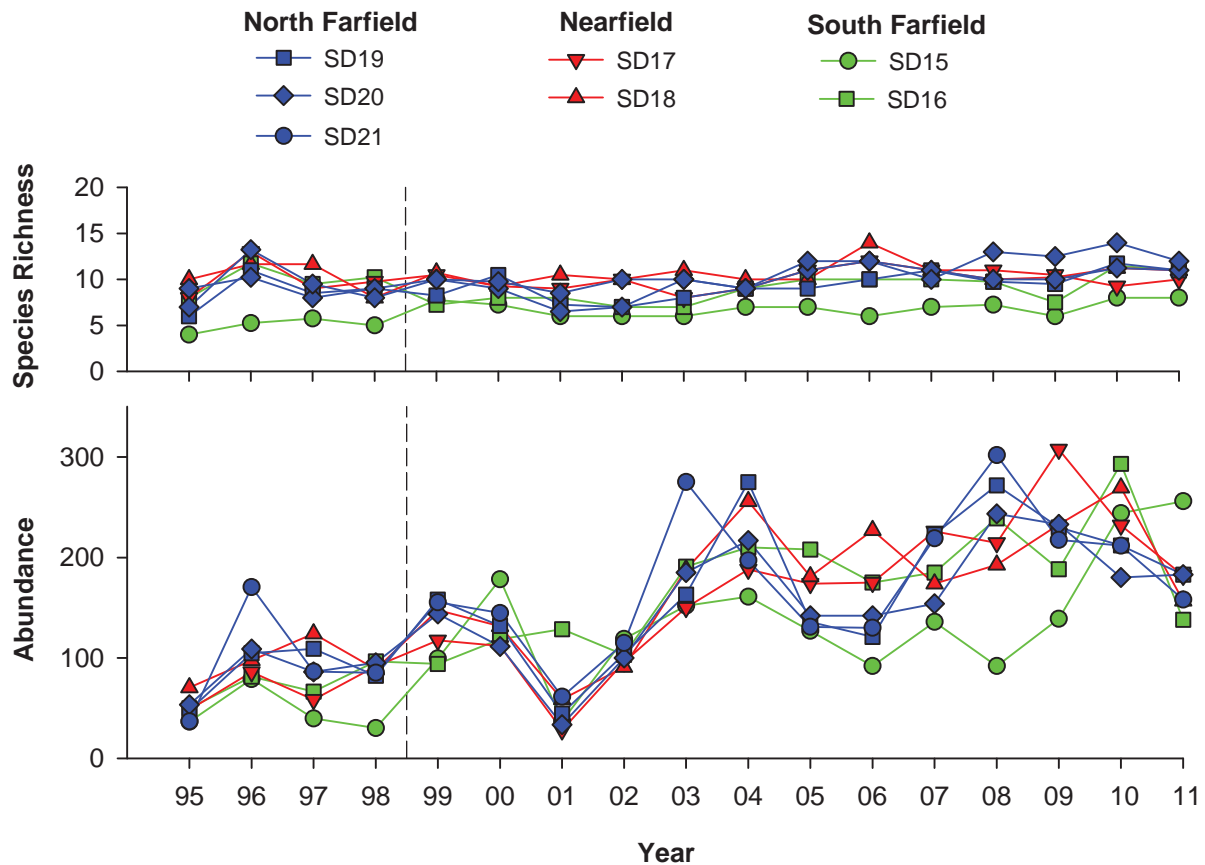 North Farfield Nearfield South Farfield
SD19 SD17 SD15
SD20 SD18 SD16
SD21
Species Richness
20
15
10
5
0
Abundance
300
200
100
0
95 96 97 98 99 00 01 02 03 04 05 06 07 08 09 10 11
Year